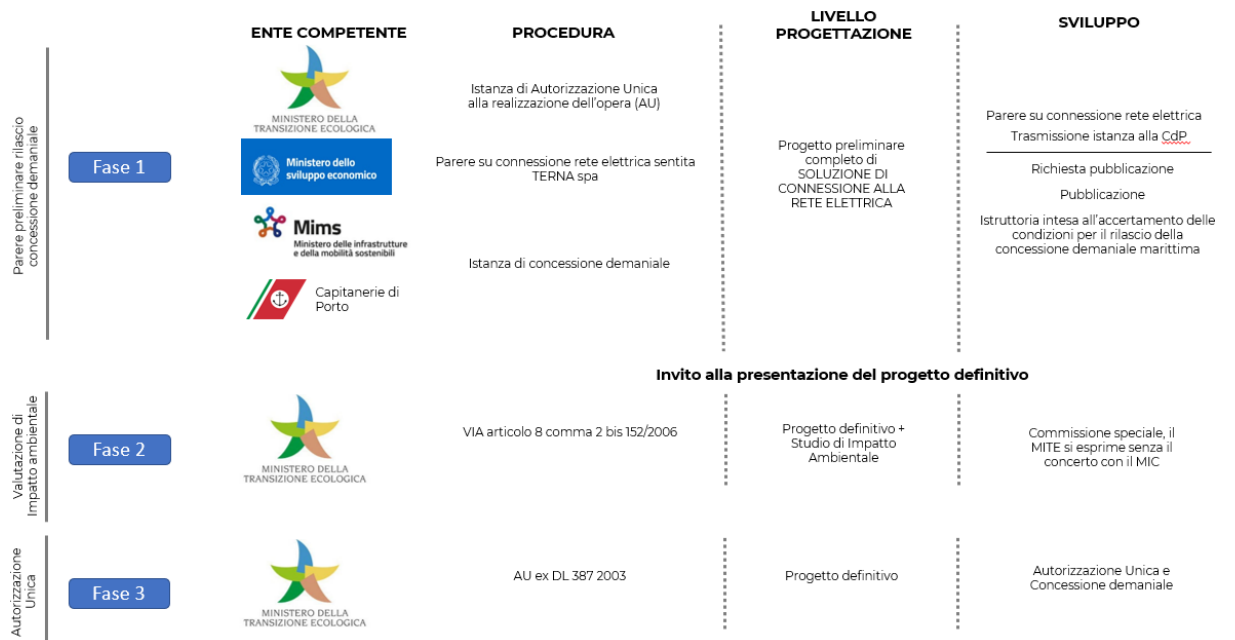 ENTE COMPETENTE
PROCEDURA
LIVELLO
PROGETTAZIONE
SVILUPPO
Parere preliminare rilascio
concessione demaniale
Fase 1
MINISTERO DELLA
TRANSIZIONE ECOLOGICA
Ministero dello
sviluppo economico
Mims
Ministero delle infrastrutture
e della mobilità sostenibili
Capitanerie di
Porto
Istanza di Autorizzazione Unica
alla realizzazione dell'opera (AU)
Parere su connessione rete elettrica sentita
TERNA spa
Istanza di concessione demaniale
Progetto preliminare
completo di
SOLUZIONE DI
CONNESSIONE ALLA
RETE ELETTRICA
Parere su connessione rete elettrica
Trasmissione istanza alla CdP
Richiesta pubblicazione
Pubblicazione
Istruttoria intesa all'accertamento delle
condizioni per il rilascio della
concessione demaniale marittima
Invito alla presentazione del progetto definitivo
Valutazione di
Impatto ambientale
Fase 2
MINISTERO DELLA
TRANSIZIONE ECOLOGICA
VIA articolo 8 comma 2 bis 152/2006
Progetto definitivo +
Studio di Impatto
Ambientale
Commissione speciale, il
MITE si esprime senza il
concerto con il MIC
Autorizzazione
Unica
Fase 3
MINISTERO DELLA
TRANSIZIONE ECOLOGICA
AU ex DL 387 2003
Progetto definitivo
Autorizzazione Unica e
Concessione demaniale